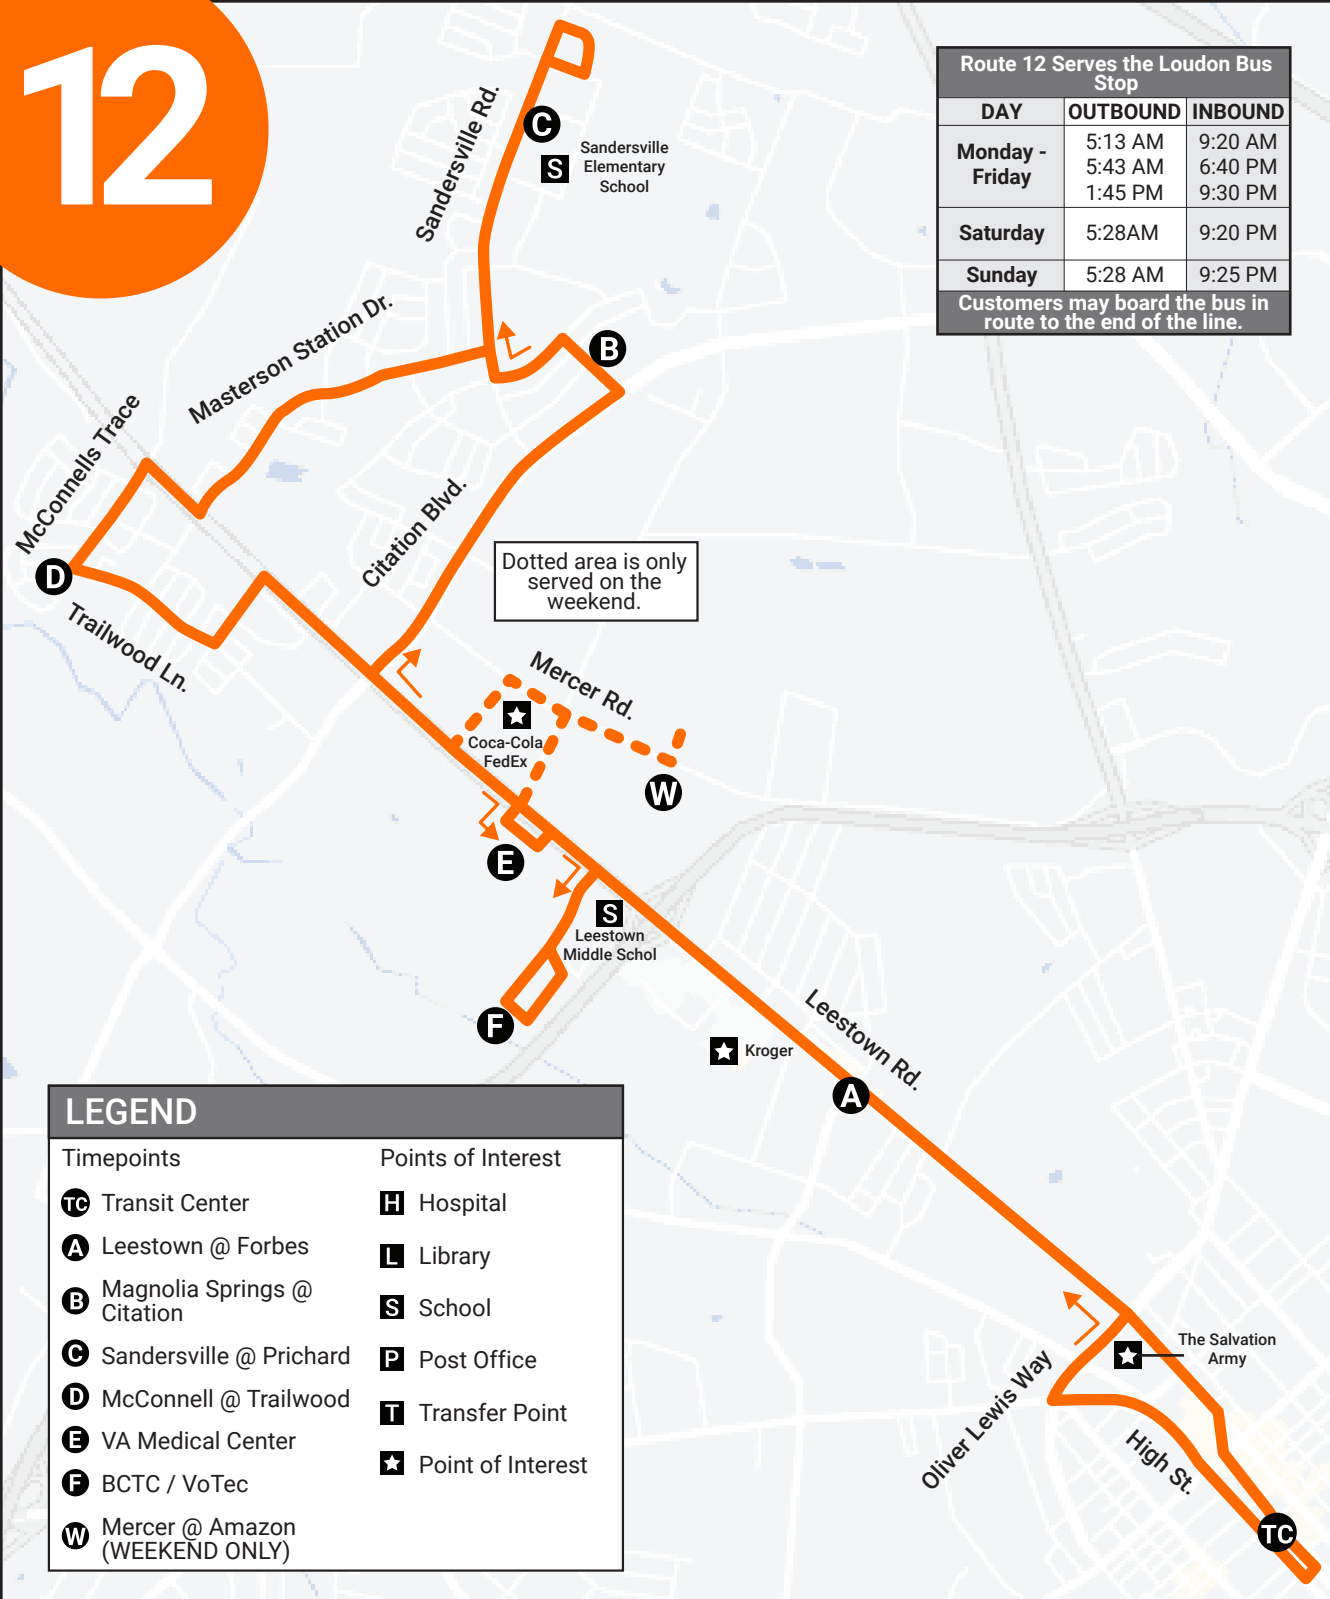 12
Route 12 Serves the Loudon Bus
Stop
DAY OUTBOUND INBOUND
Monday -
Friday
5:13 AM 9:20 AM
5:43 AM 6:40 PM
1:45 PM 9:30 PM
Saturday 5:28AM 9:20 PM
Sunday 5:28 AM 9:25 PM
Customers may board the bus in
route to the end of the line.
Sandersville Rd.
C
S
Sandersville
Elementary
School
Masterson Station Dr.
B
McConnells Trace
D
Trailwood Ln.
Citation Blvd.
Dotted area is only
served on the
weekend.
Mercer Rd.
Coca-Cola
FedEx
W
E
S
Leestown
Middle Schol
F
Kroger
Leestown Rd.
A
The Salvation
Army
Oliver Lewis Way
High St.
TC
LEGEND
Timepoints
TC Transit Center
A Leestown @ Forbes
B Magnolia Springs @
Citation
C Sandersville @ Prichard
D McConnell @ Trailwood
E VA Medical Center
F BCTC / VoTec
W Mercer @ Amazon
(WEEKEND ONLY)
Points of Interest
H Hospital
L Library
S School
P Post Office
T Transfer Point
Point of Interest